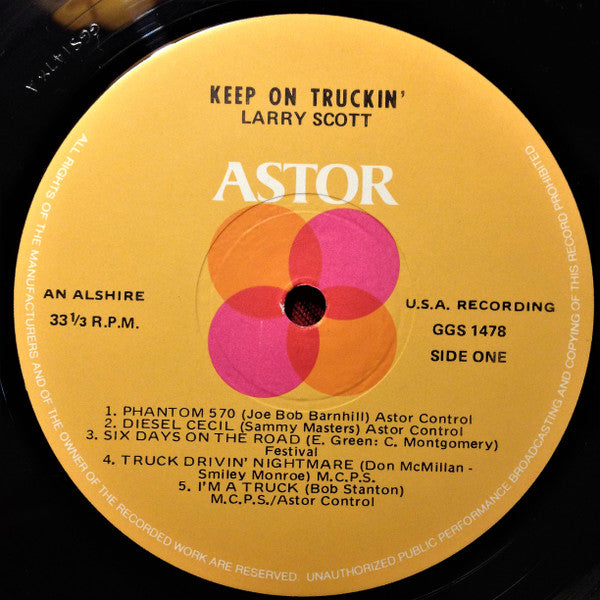 KEEP ON TRUCKIN'
LARRY SCOTT
ASTOR
AN ALSHIRE
33 1/3 R.P.M.
U.S.A. RECORDING
GGS 1478
SIDE ONE
1. PHANTOM 570 (Joe Bob Barnhill) Astor Control
2. DIESEL CECIL (Sammy Masters) Astor Control
3. SIX DAYS ON THE ROAD (E. Green: C. Montgomery)
Festival
4. TRUCK DRIVIN' NIGHTMARE (Don McMillan -
Smiley Monroe) M.C.P.S.
5. I'M A TRUCK (Bob Stanton)
M.C.P.S./Astor Control
ALL RIGHTS OF THE MANUFACTURERS AND OF THE OWNER OF THE RECORDED WORK ARE RESERVED. UNAUTHORIZED PUBLIC PERFORMANCE BROADCASTING AND COPYING OF THIS RECORD PROHIBITED